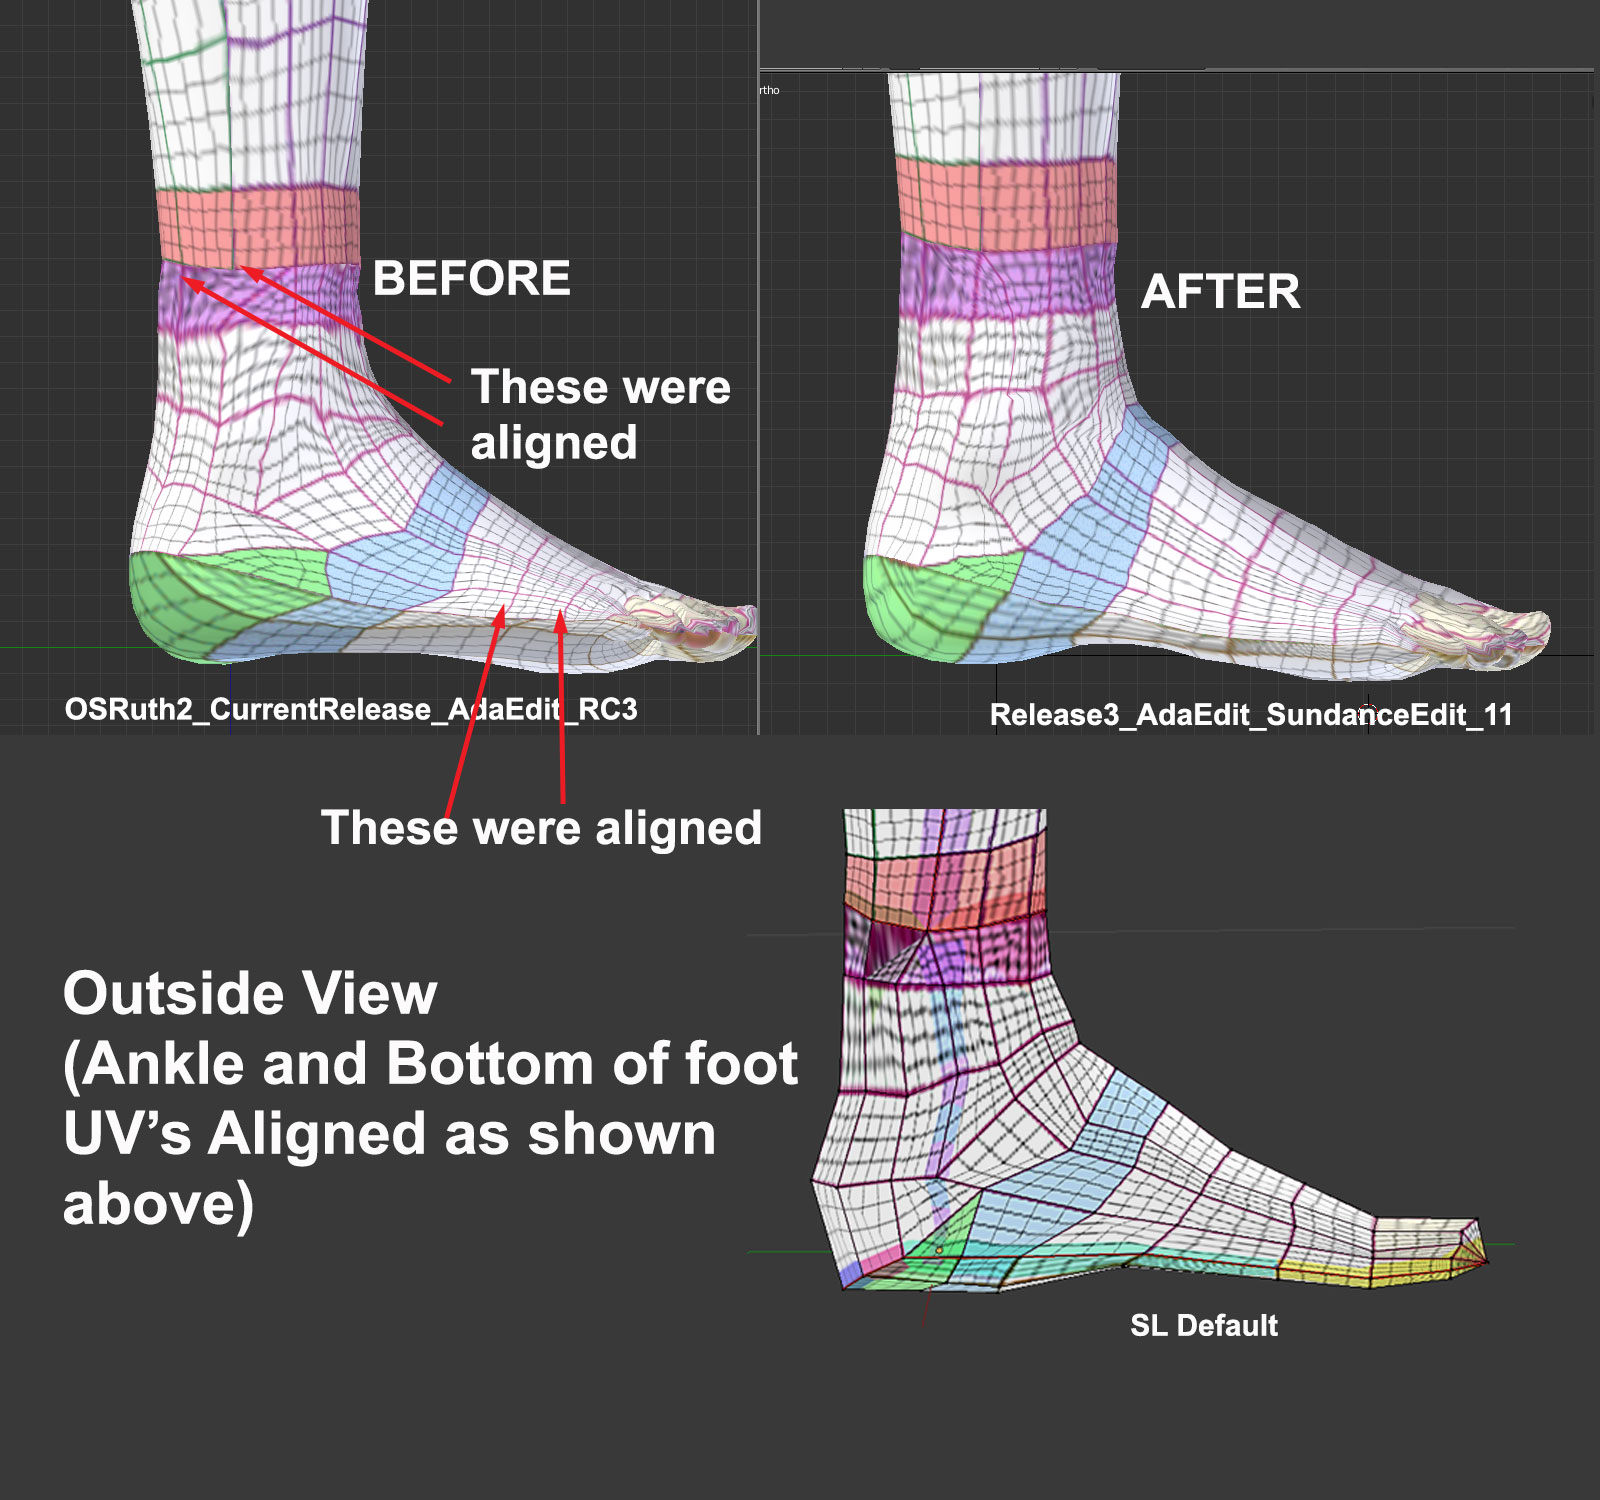 rtho
BEFORE
AFTER
These were
aligned
OSRuth2_CurrentRelease_AdaEdit_RC3
Release3_AdaEdit_SundanceEdit_11
These were aligned
Outside View
(Ankle and Bottom of foot
UV’s Aligned as shown
above)
SL Default